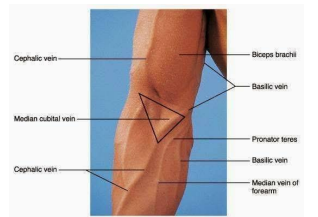 Cephalic vein
Median cubital vein
Cephalic vein
Biceps brachii
Basilic vein
Pronator teres
Basilic vein
Median vein of
forearm